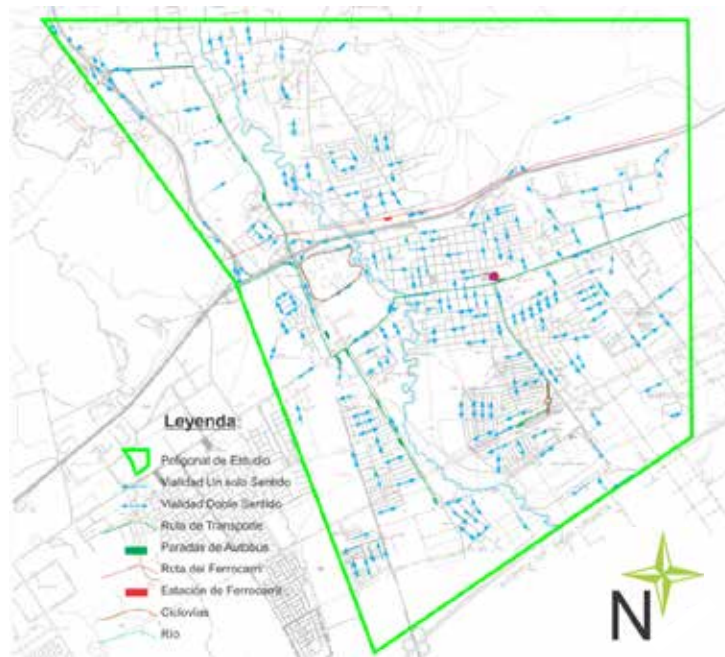 Leyenda:
Poligonal de Estudio
Vialidad Un solo Sentido
Vialidad Doble Sentido
Ruta de Transporte
Paradas de Autobus
Ruta del Ferrocarril
Estación de Ferrocarril
Ciclovias
Río
N